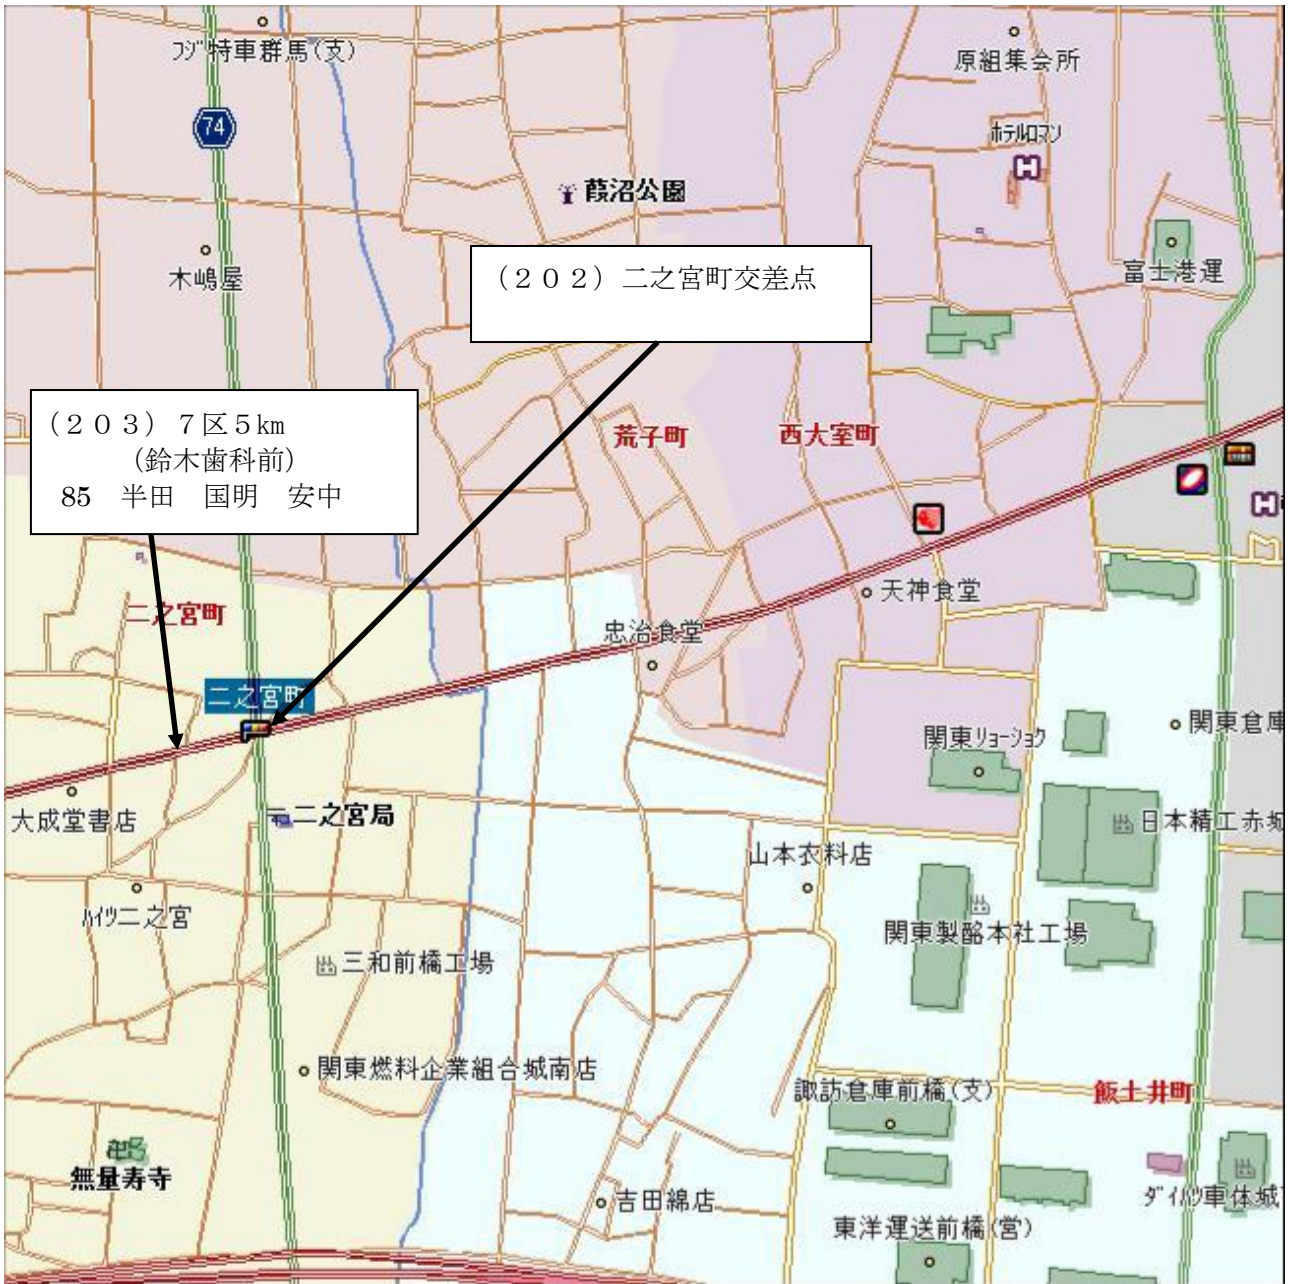 フジ特車群馬(支)
原組集会所
74
ホテルロマン
葭沼公園
木嶋屋
富士港運
（２０２）二之宮町交差点
（２０３）７区５km
（鈴木歯科前）
85　半田　国明　安中
荒子町
西大室町
天神食堂
二之宮町
忠治食堂
二之宮町
関東リョーショク
関東倉庫
大成堂書店
二之宮局
日本精工赤城
山本衣料店
ハイツ二之宮
関東製酪本社工場
三和前橋工場
関東燃料企業組合城南店
諏訪倉庫前橋(支)
飯土井町
無量寿寺
吉田綿店
ダイハツ車体城
東洋運送前橋(営)